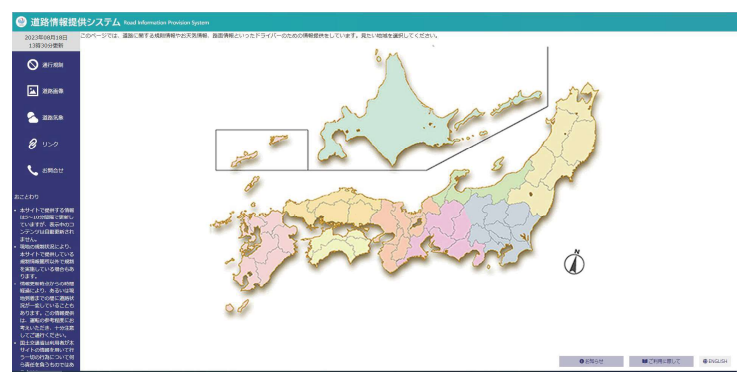 道路情報提供システム Road Information Provision System
2023年08月18日
13時30分更新
このページでは、道路に関する規制情報やお天気情報、路面情報といったドライバーのための情報提供をしています。見たい地域を選択してください。
通行規制
道路画像
道路気象
リンク
お問合せ
おことわり
• 本サイトで提供する情報
は5～10分間隔で更新し
ていますが、表示中のコ
ンテンツは自動更新され
ません。
• 現地の規制状況により、
本サイトで提供している
規制情報箇所以外で規制
を実施している場合もあ
ります。
• 情報更新時点からの時間
経過により、あるいは現
地到着までの間に道路状
況が一変していることも
あります。この情報提供
は、運転の参考程度にお
考えいただき、十分注意
してご通行ください。
• 国土交通省は利用者が本
サイトの情報を用いて行
う一切の行為について何
ら責任を負うものではあ
N
お知らせ
ご利用に際して
ENGLISH